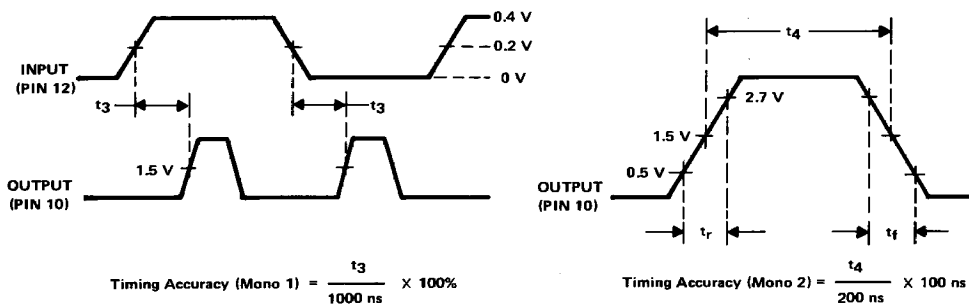 0.4 V
0.2 V
0 V
INPUT
(PIN 12)
t3
t3
1.5 V
OUTPUT
(PIN 10)
Timing Accuracy (Mono 1) = t3 / 1000 ns × 100%
t4
2.7 V
1.5 V
0.5 V
OUTPUT
(PIN 10)
tr
tf
Timing Accuracy (Mono 2) = t4 / 200 ns × 100 ns